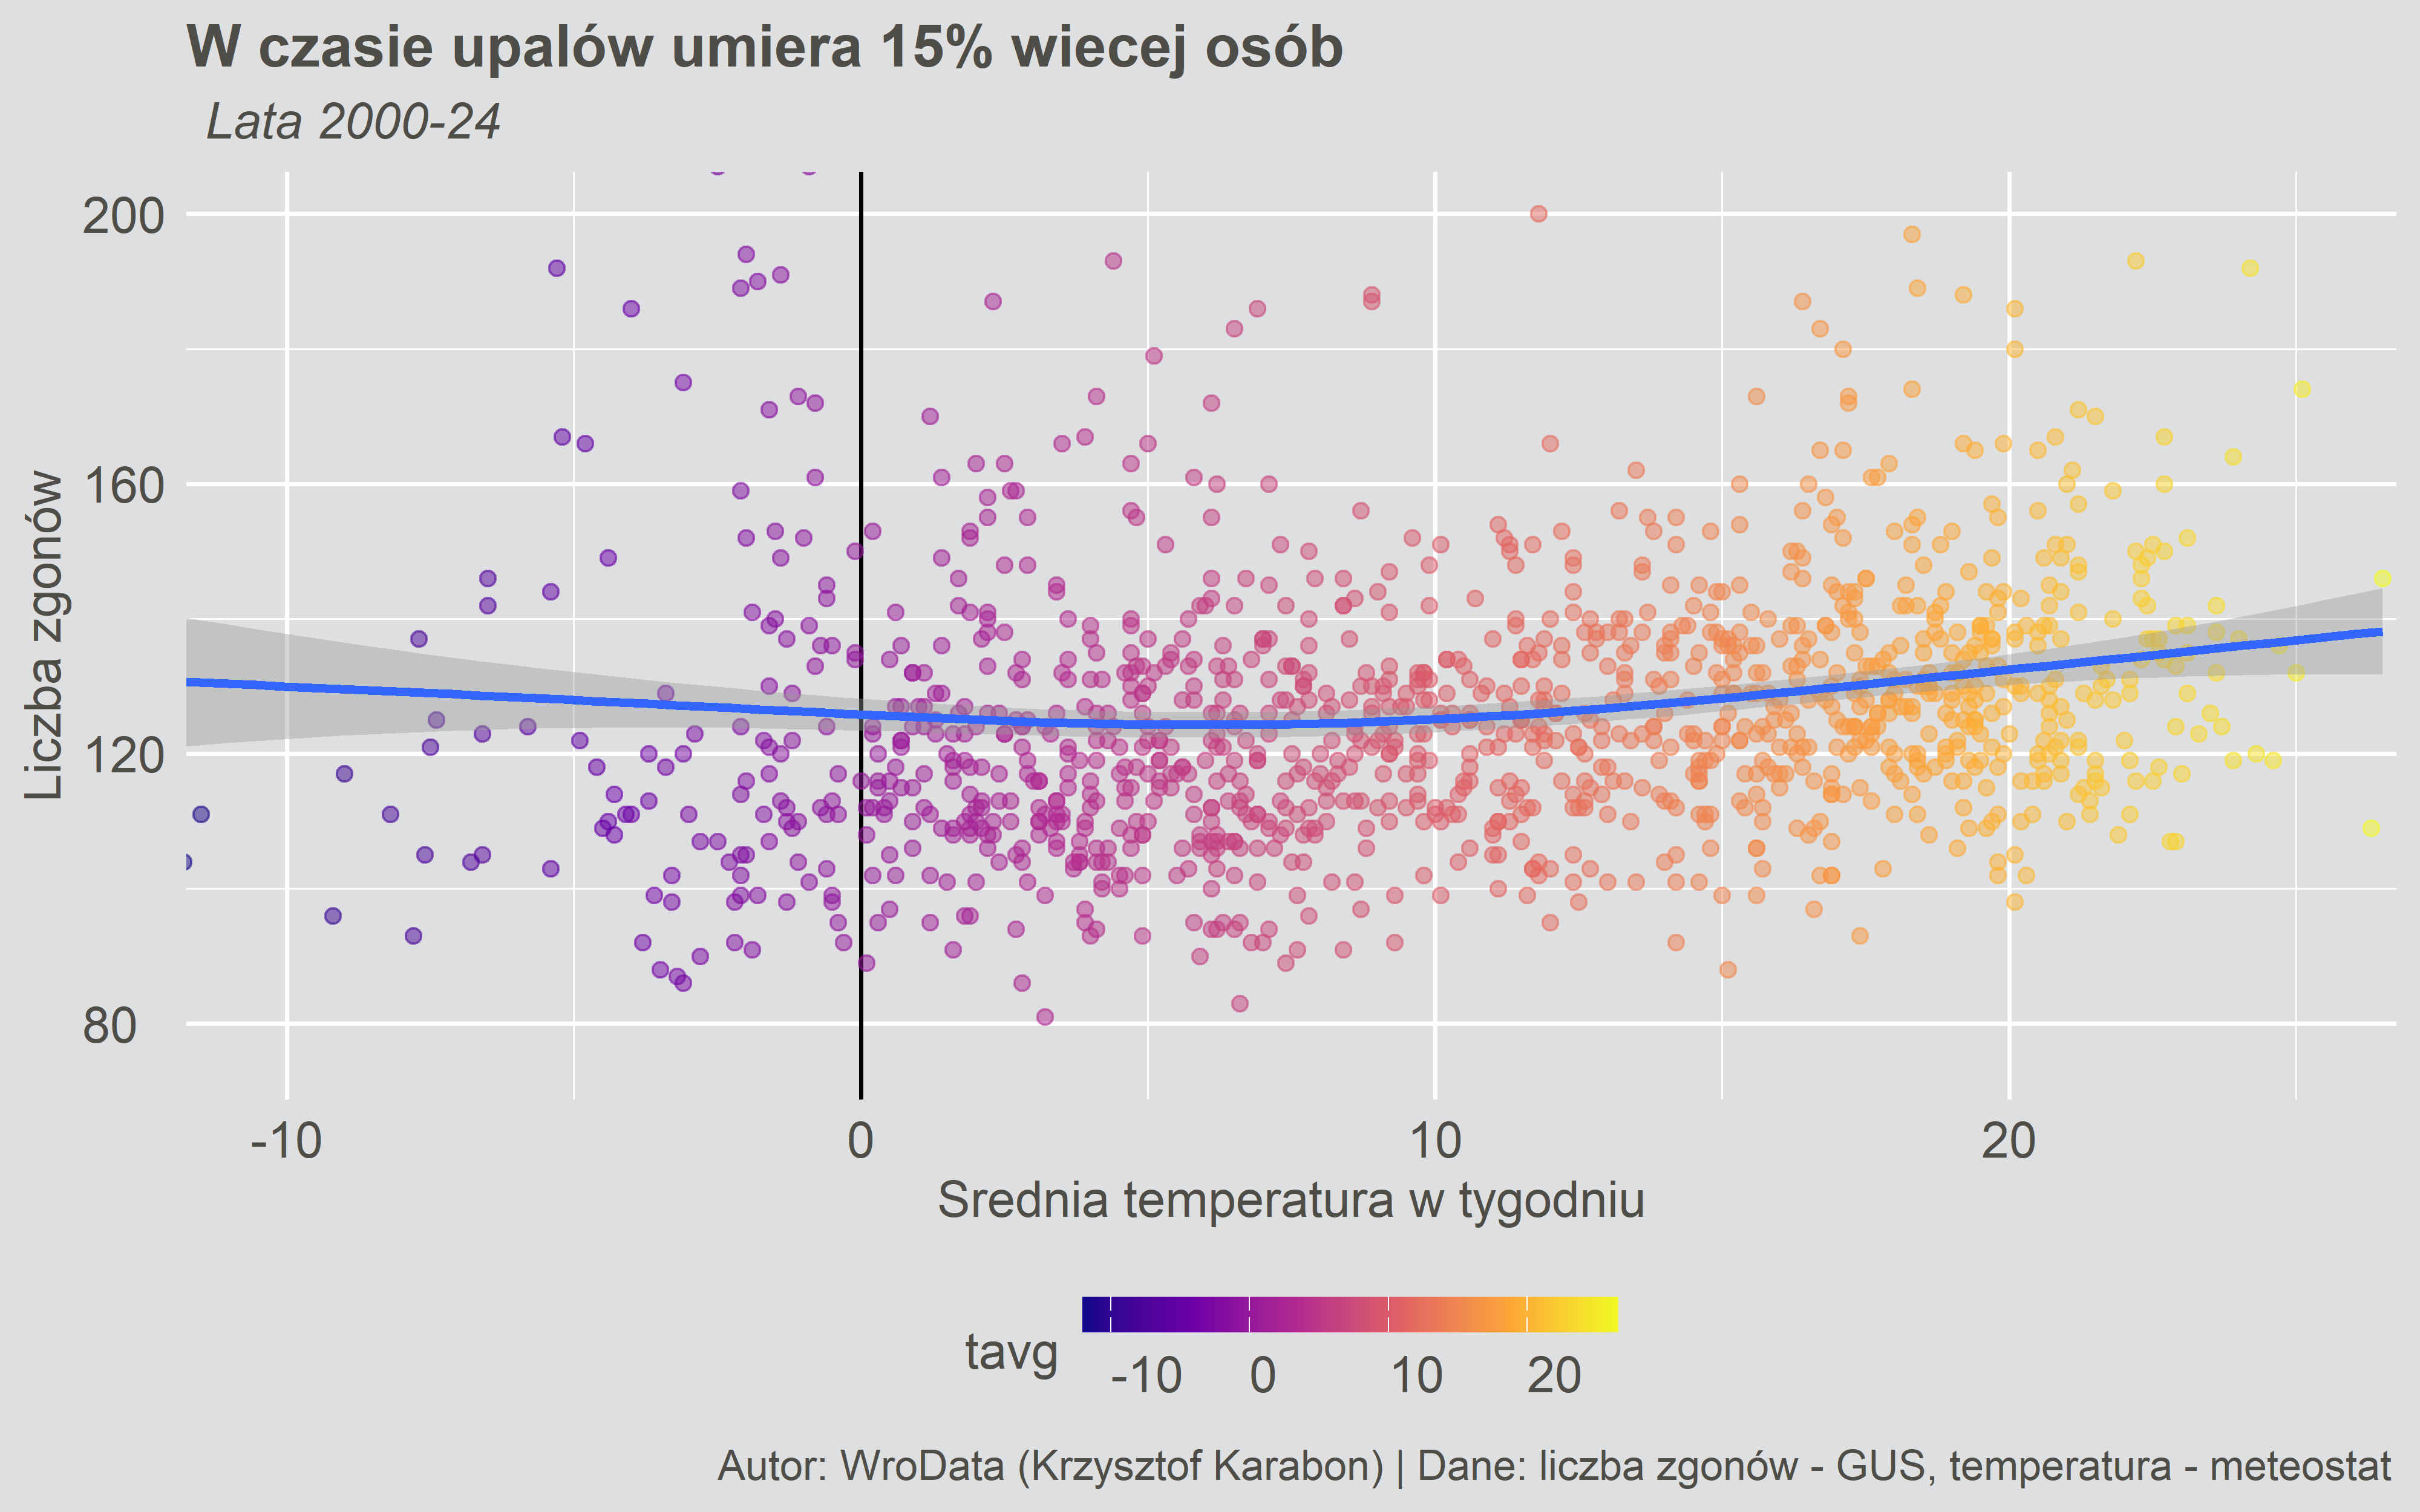 W czasie upalów umiera 15% wiecej osób
Lata 2000-24
200
160
120
80
Liczba zgonów
-10 0 10 20
Srednia temperatura w tygodniu
tavg
-10 0 10 20
Autor: WroData (Krzysztof Karabon) | Dane: liczba zgonów - GUS, temperatura - meteostat